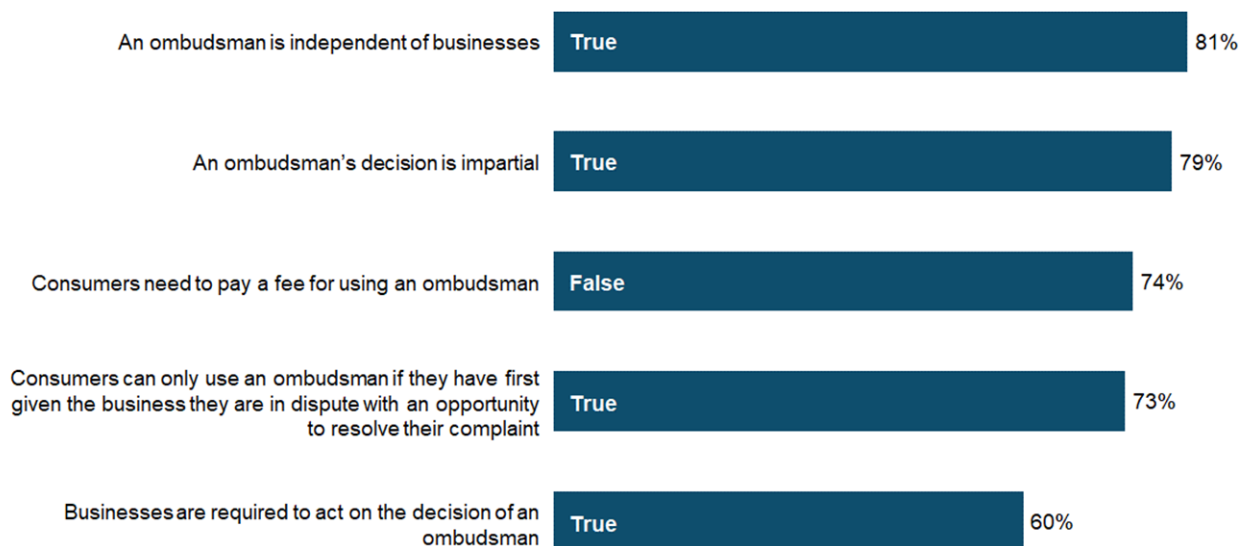 An ombudsman is independent of businesses True 81%
An ombudsman's decision is impartial True 79%
Consumers need to pay a fee for using an ombudsman False 74%
Consumers can only use an ombudsman if they have first
given the business they are in dispute with an opportunity
to resolve their complaint
True 73%
Businesses are required to act on the decision of an
ombudsman
True 60%